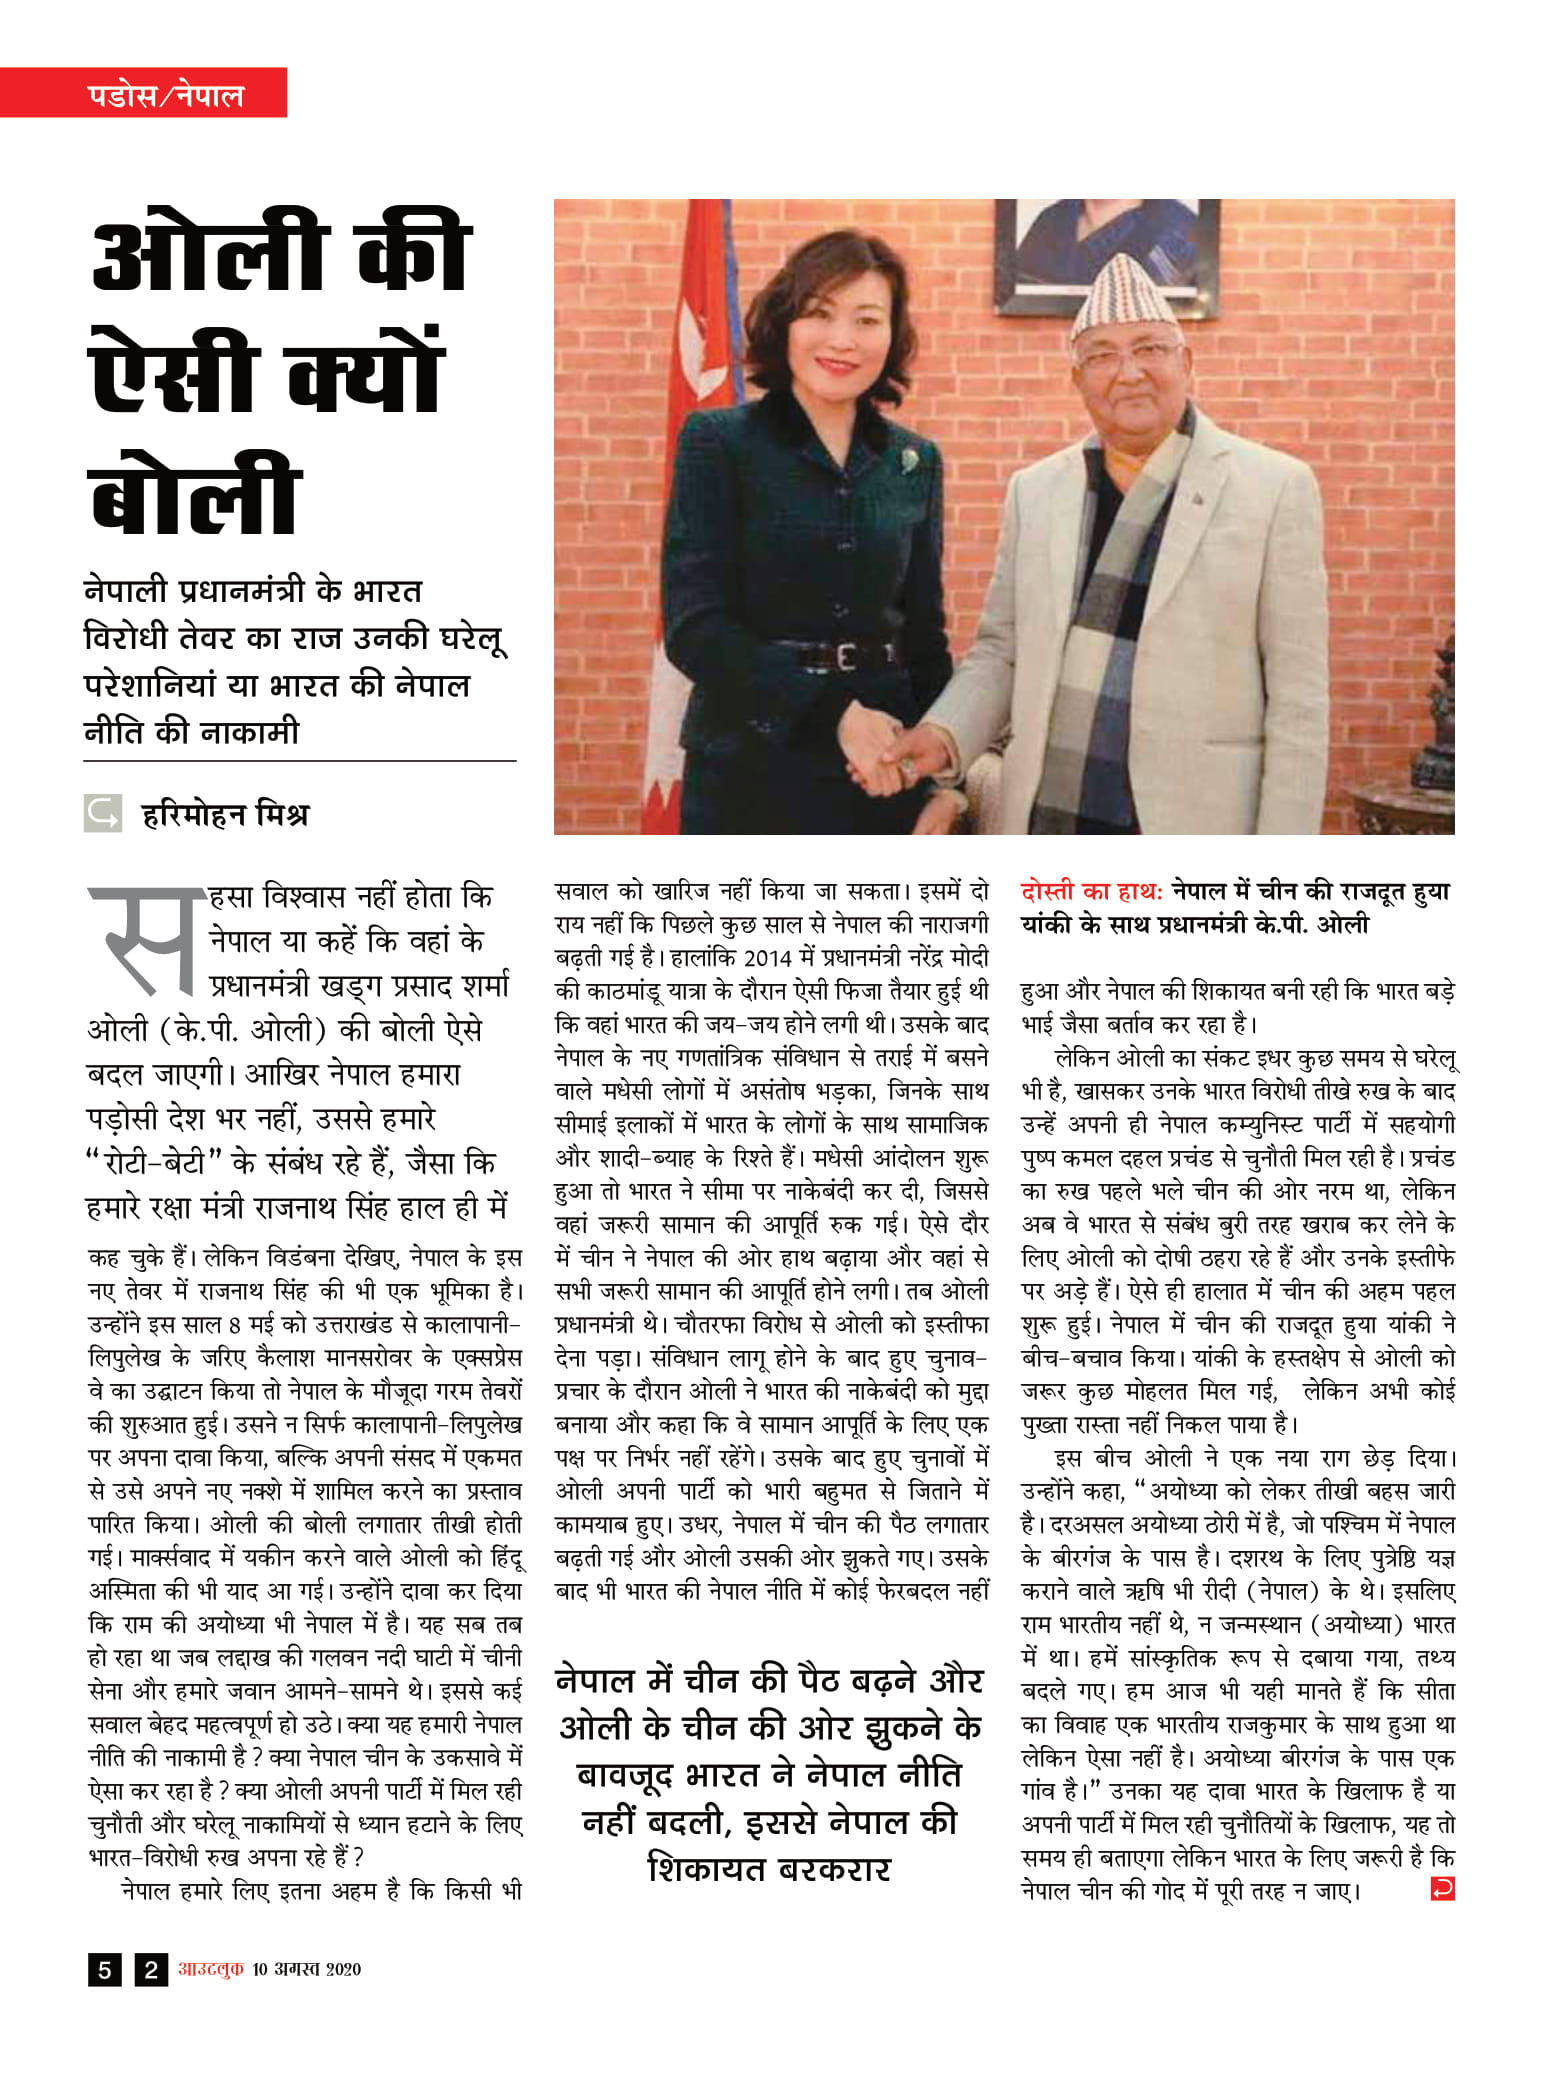 पडोस/नेपाल
ओली की
ऐसी क्यों
बोली
नेपाली प्रधानमंत्री के भारत
विरोधी तेवर का राज उनकी घरेलू
परेशानियां या भारत की नेपाल
नीति की नाकामी
हरिमोहन मिश्र
सहसा विश्वास नहीं होता कि
नेपाल या कहें कि वहां के
प्रधानमंत्री खड्ग प्रसाद शर्मा
ओली (के.पी. ओली) की बोली ऐसे
बदल जाएगी। आखिर नेपाल हमारा
पड़ोसी देश भर नहीं, उससे हमारे
“रोटी-बेटी” के संबंध रहे हैं, जैसा कि
हमारे रक्षा मंत्री राजनाथ सिंह हाल ही में
कह चुके हैं। लेकिन विडंबना देखिए, नेपाल के इस
नए तेवर में राजनाथ सिंह की भी एक भूमिका है।
उन्होंने इस साल 8 मई को उत्तराखंड से कालापानी-
लिपुलेख के जरिए कैलाश मानसरोवर के एक्सप्रेस
वे का उद्घाटन किया तो नेपाल के मौजूदा गरम तेवरों
की शुरुआत हुई। उसने न सिर्फ कालापानी-लिपुलेख
पर अपना दावा किया, बल्कि अपनी संसद में एकमत
से उसे अपने नए नक्शे में शामिल करने का प्रस्ताव
पारित किया। ओली की बोली लगातार तीखी होती
गई। मार्क्सवाद में यकीन करने वाले ओली को हिंदू
अस्मिता की भी याद आ गई। उन्होंने दावा कर दिया
कि राम की अयोध्या भी नेपाल में है। यह सब तब
हो रहा था जब लद्दाख की गलवन नदी घाटी में चीनी
सेना और हमारे जवान आमने-सामने थे। इससे कई
सवाल बेहद महत्वपूर्ण हो उठे। क्या यह हमारी नेपाल
नीति की नाकामी है? क्या नेपाल चीन के उकसावे में
ऐसा कर रहा है? क्या ओली अपनी पार्टी में मिल रही
चुनौती और घरेलू नाकामियों से ध्यान हटाने के लिए
भारत-विरोधी रुख अपना रहे हैं?
नेपाल हमारे लिए इतना अहम है कि किसी भी
सवाल को खारिज नहीं किया जा सकता। इसमें दो
राय नहीं कि पिछले कुछ साल से नेपाल की नाराजगी
बढ़ती गई है। हालांकि 2014 में प्रधानमंत्री नरेंद्र मोदी
की काठमांडू यात्रा के दौरान ऐसी फिजा तैयार हुई थी
कि वहां भारत की जय-जय होने लगी थी। उसके बाद
नेपाल के नए गणतांत्रिक संविधान से तराई में बसने
वाले मधेसी लोगों में असंतोष भड़का, जिनके साथ
सीमाई इलाकों में भारत के लोगों के साथ सामाजिक
और शादी-ब्याह के रिश्ते हैं। मधेसी आंदोलन शुरू
हुआ तो भारत ने सीमा पर नाकेबंदी कर दी, जिससे
वहां जरूरी सामान की आपूर्ति रुक गई। ऐसे दौर
में चीन ने नेपाल की ओर हाथ बढ़ाया और वहां से
सभी जरूरी सामान की आपूर्ति होने लगी। तब ओली
प्रधानमंत्री थे। चौतरफा विरोध से ओली को इस्तीफा
देना पड़ा। संविधान लागू होने के बाद हुए चुनाव-
प्रचार के दौरान ओली ने भारत की नाकेबंदी को मुद्दा
बनाया और कहा कि वे सामान आपूर्ति के लिए एक
पक्ष पर निर्भर नहीं रहेंगे। उसके बाद हुए चुनावों में
ओली अपनी पार्टी को भारी बहुमत से जिताने में
कामयाब हुए। उधर, नेपाल में चीन की पैठ लगातार
बढ़ती गई और ओली उसकी ओर झुकते गए। उसके
बाद भी भारत की नेपाल नीति में कोई फेरबदल नहीं
नेपाल में चीन की पैठ बढ़ने और
ओली के चीन की ओर झुकने के
बावजूद भारत ने नेपाल नीति
नहीं बदली, इससे नेपाल की
शिकायत बरकरार
दोस्ती का हाथ: नेपाल में चीन की राजदूत हुया
यांकी के साथ प्रधानमंत्री के.पी. ओली
हुआ और नेपाल की शिकायत बनी रही कि भारत बड़े
भाई जैसा बर्ताव कर रहा है।
लेकिन ओली का संकट इधर कुछ समय से घरेलू
भी है, खासकर उनके भारत विरोधी तीखे रुख के बाद
उन्हें अपनी ही नेपाल कम्युनिस्ट पार्टी में सहयोगी
पुष्प कमल दहल प्रचंड से चुनौती मिल रही है। प्रचंड
का रुख पहले भले चीन की ओर नरम था, लेकिन
अब वे भारत से संबंध बुरी तरह खराब कर लेने के
लिए ओली को दोषी ठहरा रहे हैं और उनके इस्तीफे
पर अड़े हैं। ऐसे ही हालात में चीन की अहम पहल
शुरू हुई। नेपाल में चीन की राजदूत हुया यांकी ने
बीच-बचाव किया। यांकी के हस्तक्षेप से ओली को
जरूर कुछ मोहलत मिल गई, लेकिन अभी कोई
पुख्ता रास्ता नहीं निकल पाया है।
इस बीच ओली ने एक नया राग छेड़ दिया।
उन्होंने कहा, “अयोध्या को लेकर तीखी बहस जारी
है। दरअसल अयोध्या ठोरी में है, जो पश्चिम में नेपाल
के बीरगंज के पास है। दशरथ के लिए पुत्रेष्ठि यज्ञ
कराने वाले ऋषि भी रीदी (नेपाल) के थे। इसलिए
राम भारतीय नहीं थे, न जन्मस्थान (अयोध्या) भारत
में था। हमें सांस्कृतिक रूप से दबाया गया, तथ्य
बदले गए। हम आज भी यही मानते हैं कि सीता
का विवाह एक भारतीय राजकुमार के साथ हुआ था
लेकिन ऐसा नहीं है। अयोध्या बीरगंज के पास एक
गांव है।” उनका यह दावा भारत के खिलाफ है या
अपनी पार्टी में मिल रही चुनौतियों के खिलाफ, यह तो
समय ही बताएगा लेकिन भारत के लिए जरूरी है कि
नेपाल चीन की गोद में पूरी तरह न जाए।
5 2 आउटलुक 10 अगस्त 2020